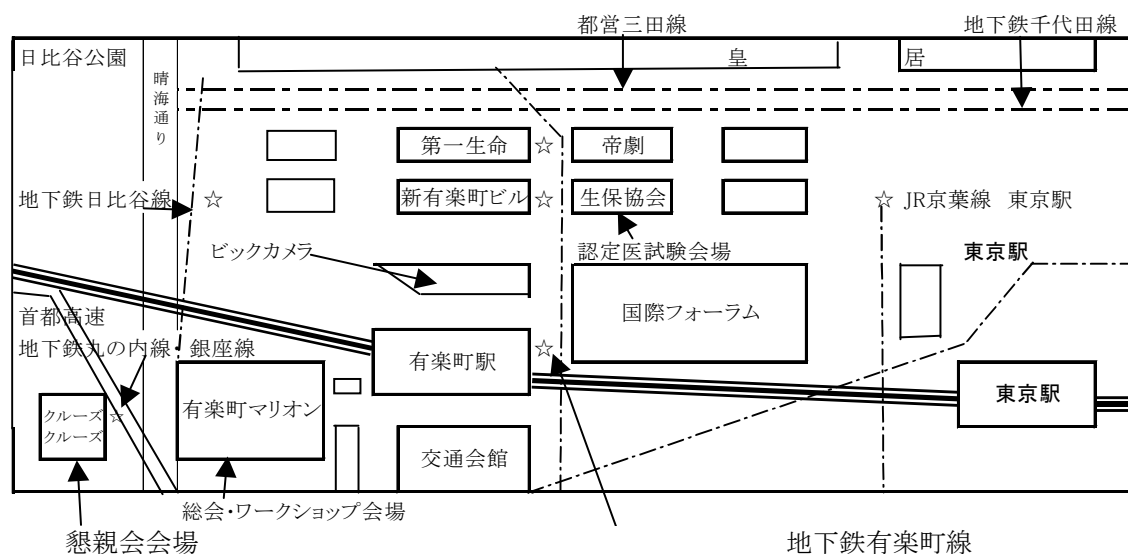 都営三田線
地下鉄千代田線
日比谷公園
皇
居
晴海通り
第一生命
☆
帝劇
地下鉄日比谷線
☆
新有楽町ビル
☆
生保協会
☆
JR京葉線 東京駅
ビックカメラ
認定医試験会場
東京駅
国際フォーラム
首都高速
地下鉄丸の内線・銀座線
有楽町駅
☆
クルーズ
クルーズ
☆
有楽町マリオン
東京駅
交通会館
総会・ワークショップ会場
懇親会会場
地下鉄有楽町線